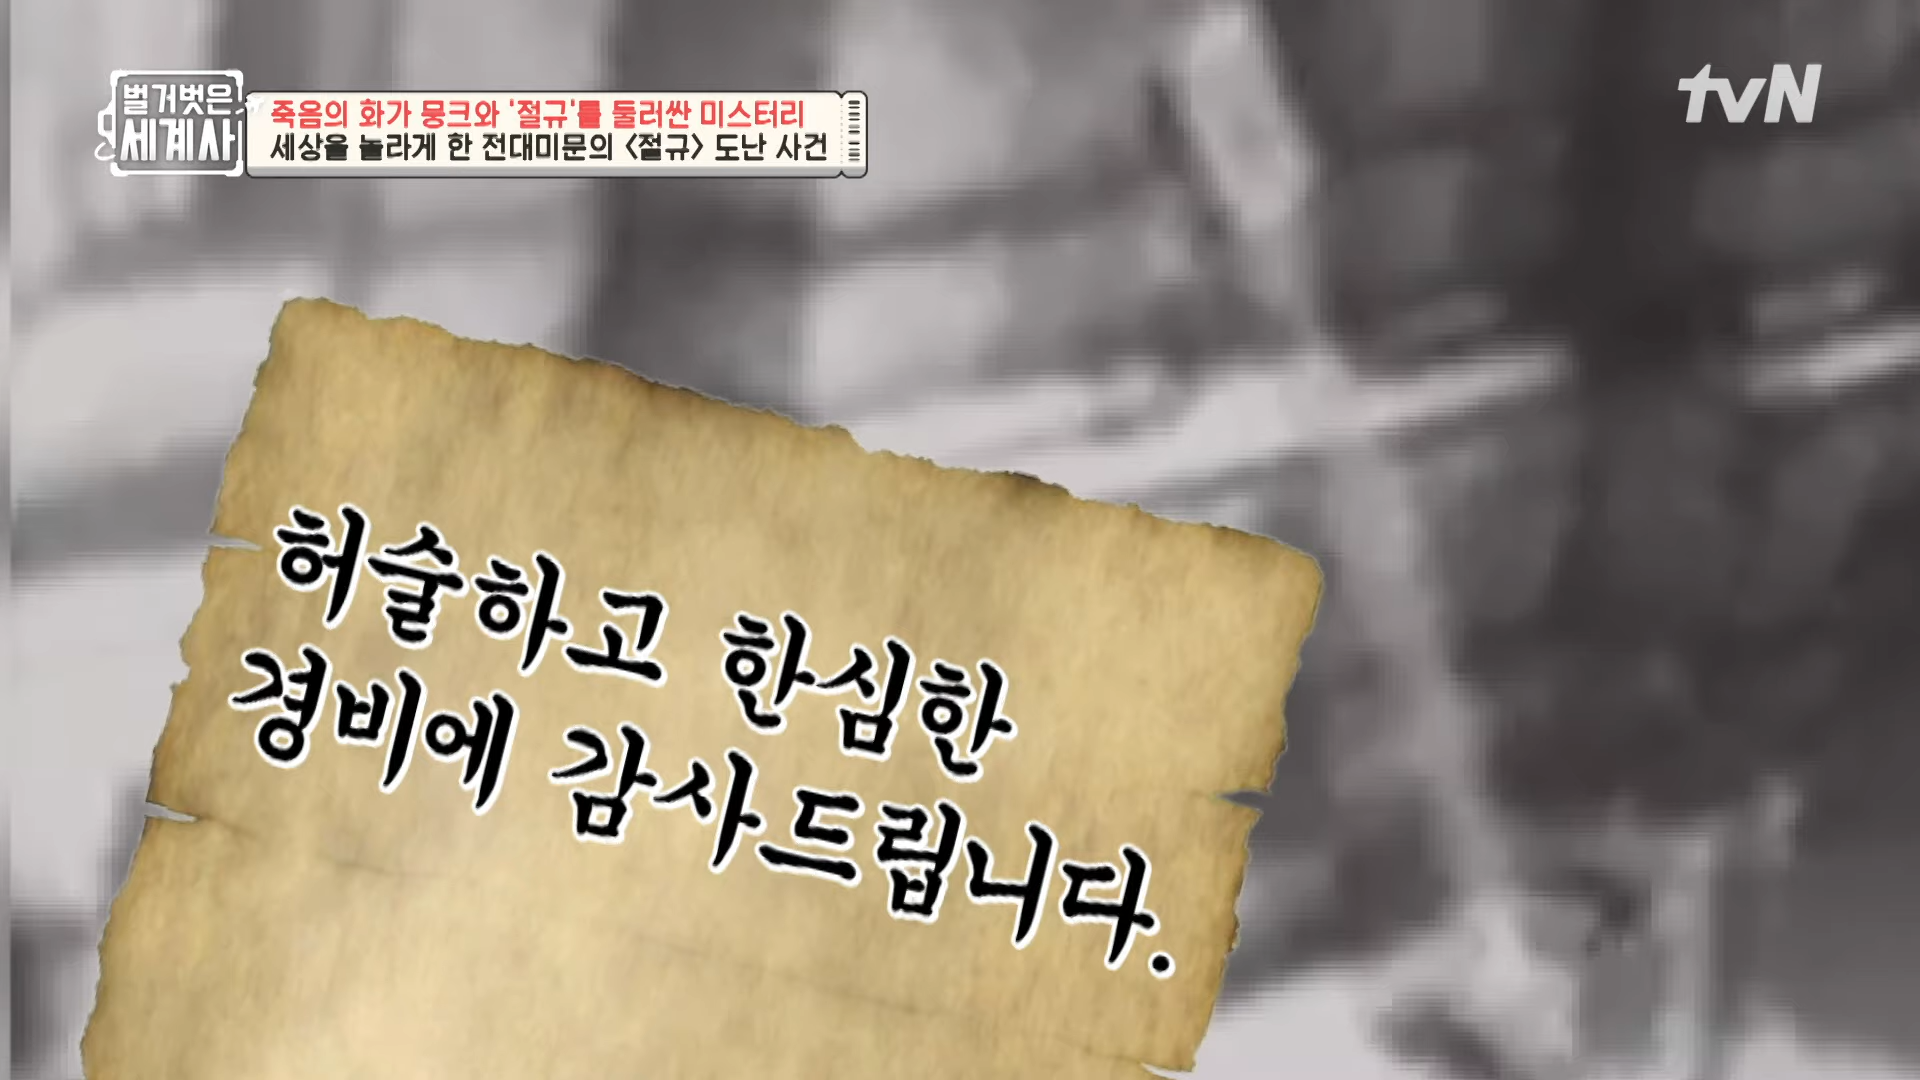 벌거벗은
세계사
죽음의 화가 뭉크와 '절규'를 둘러싼 미스터리
세상을 놀라게 한 전대미문의 <절규> 도난 사건
tvN
허술하고 한심한
경비에 감사드립니다.